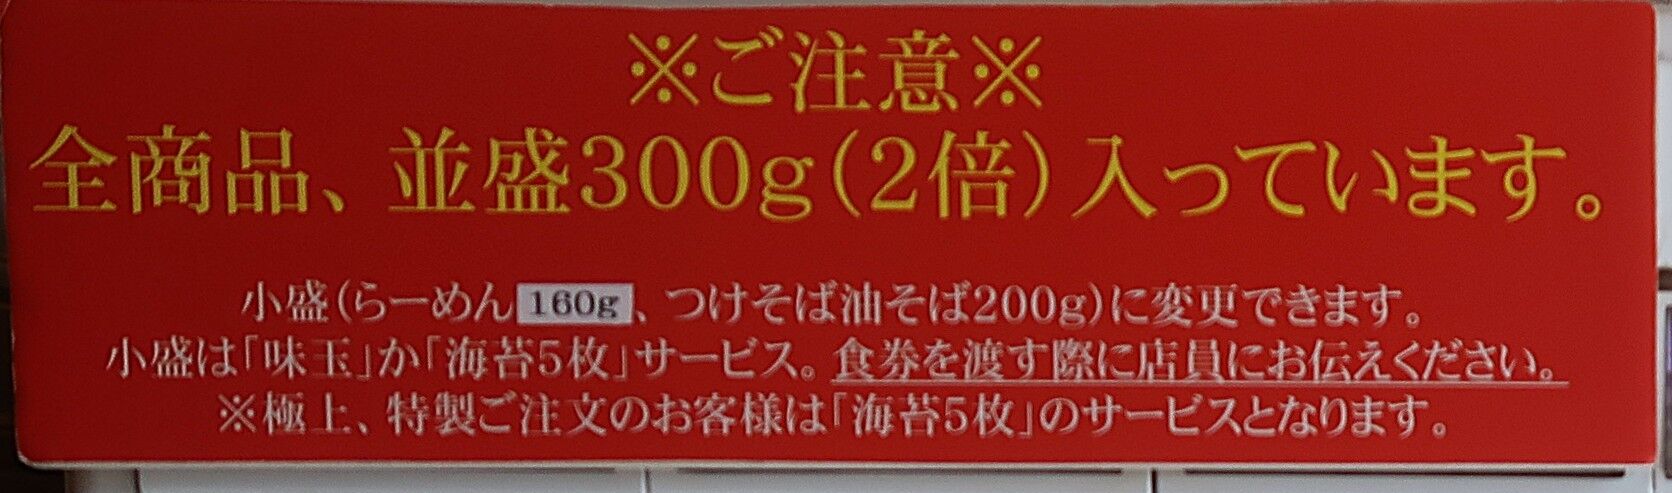 ※ご注意※
全商品、並盛300g(2倍)入っています。
小盛(らーめん160g、つけそば油そば200g)に変更できます。
小盛は「味玉」か「海苔5枚」サービス。食券を渡す際に店員にお伝えください。
※極上、特製ご注文のお客様は「海苔5枚」のサービスとなります。